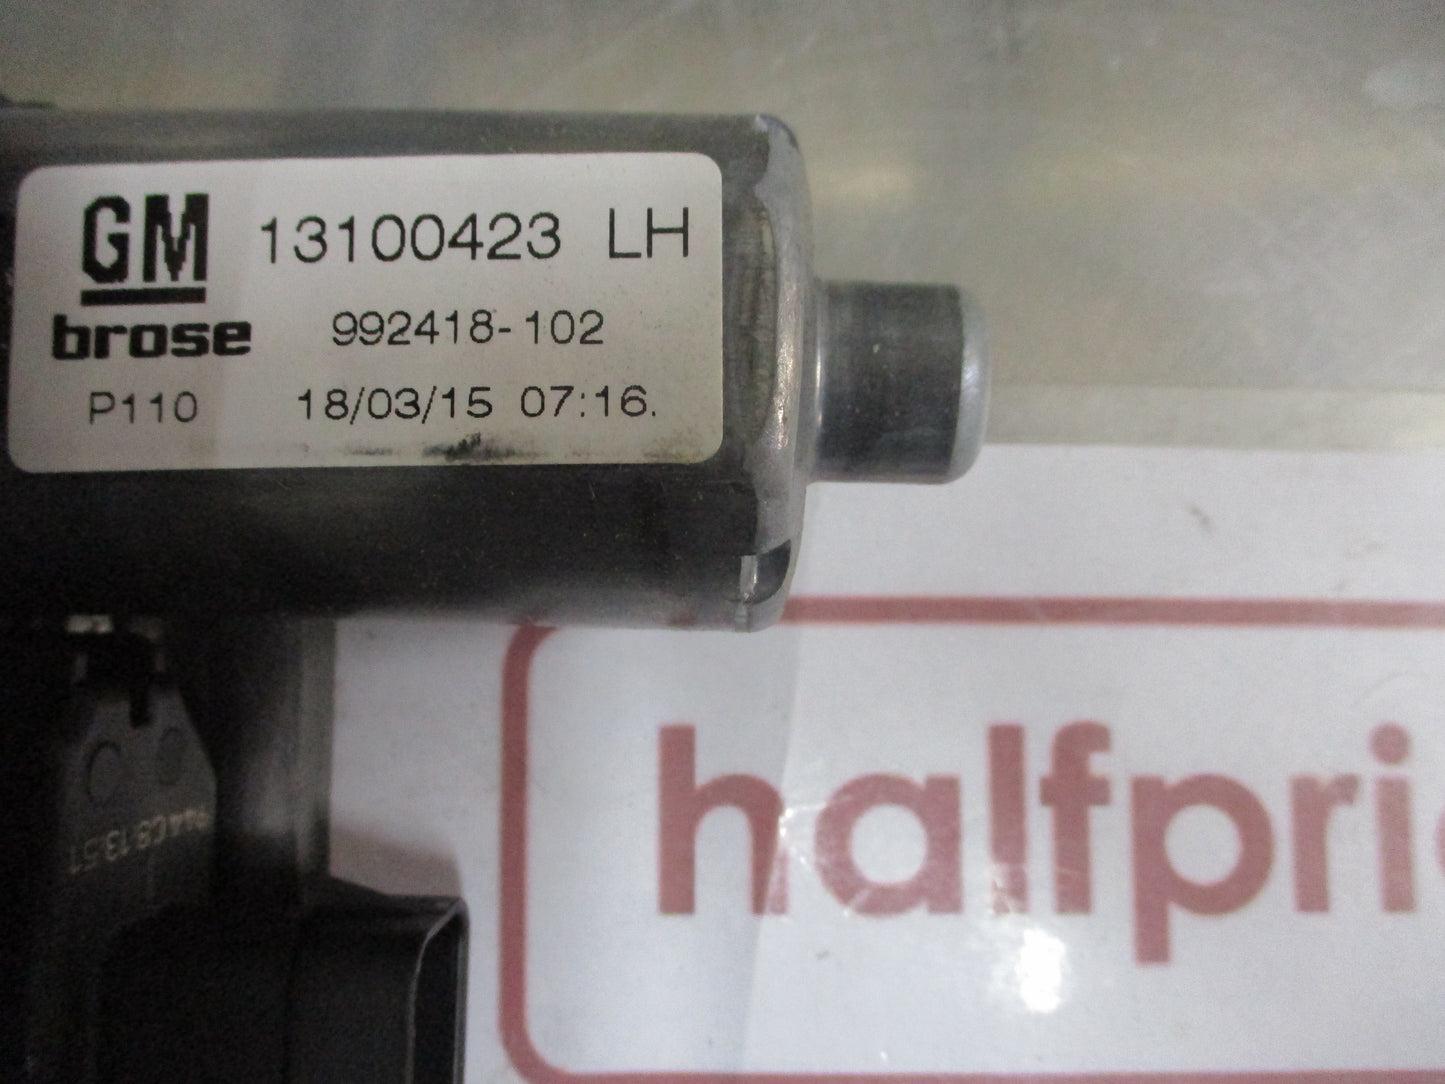 GM 13100423 LH
brose 992418-102
P110 18/03/15 07:16.
halfpri